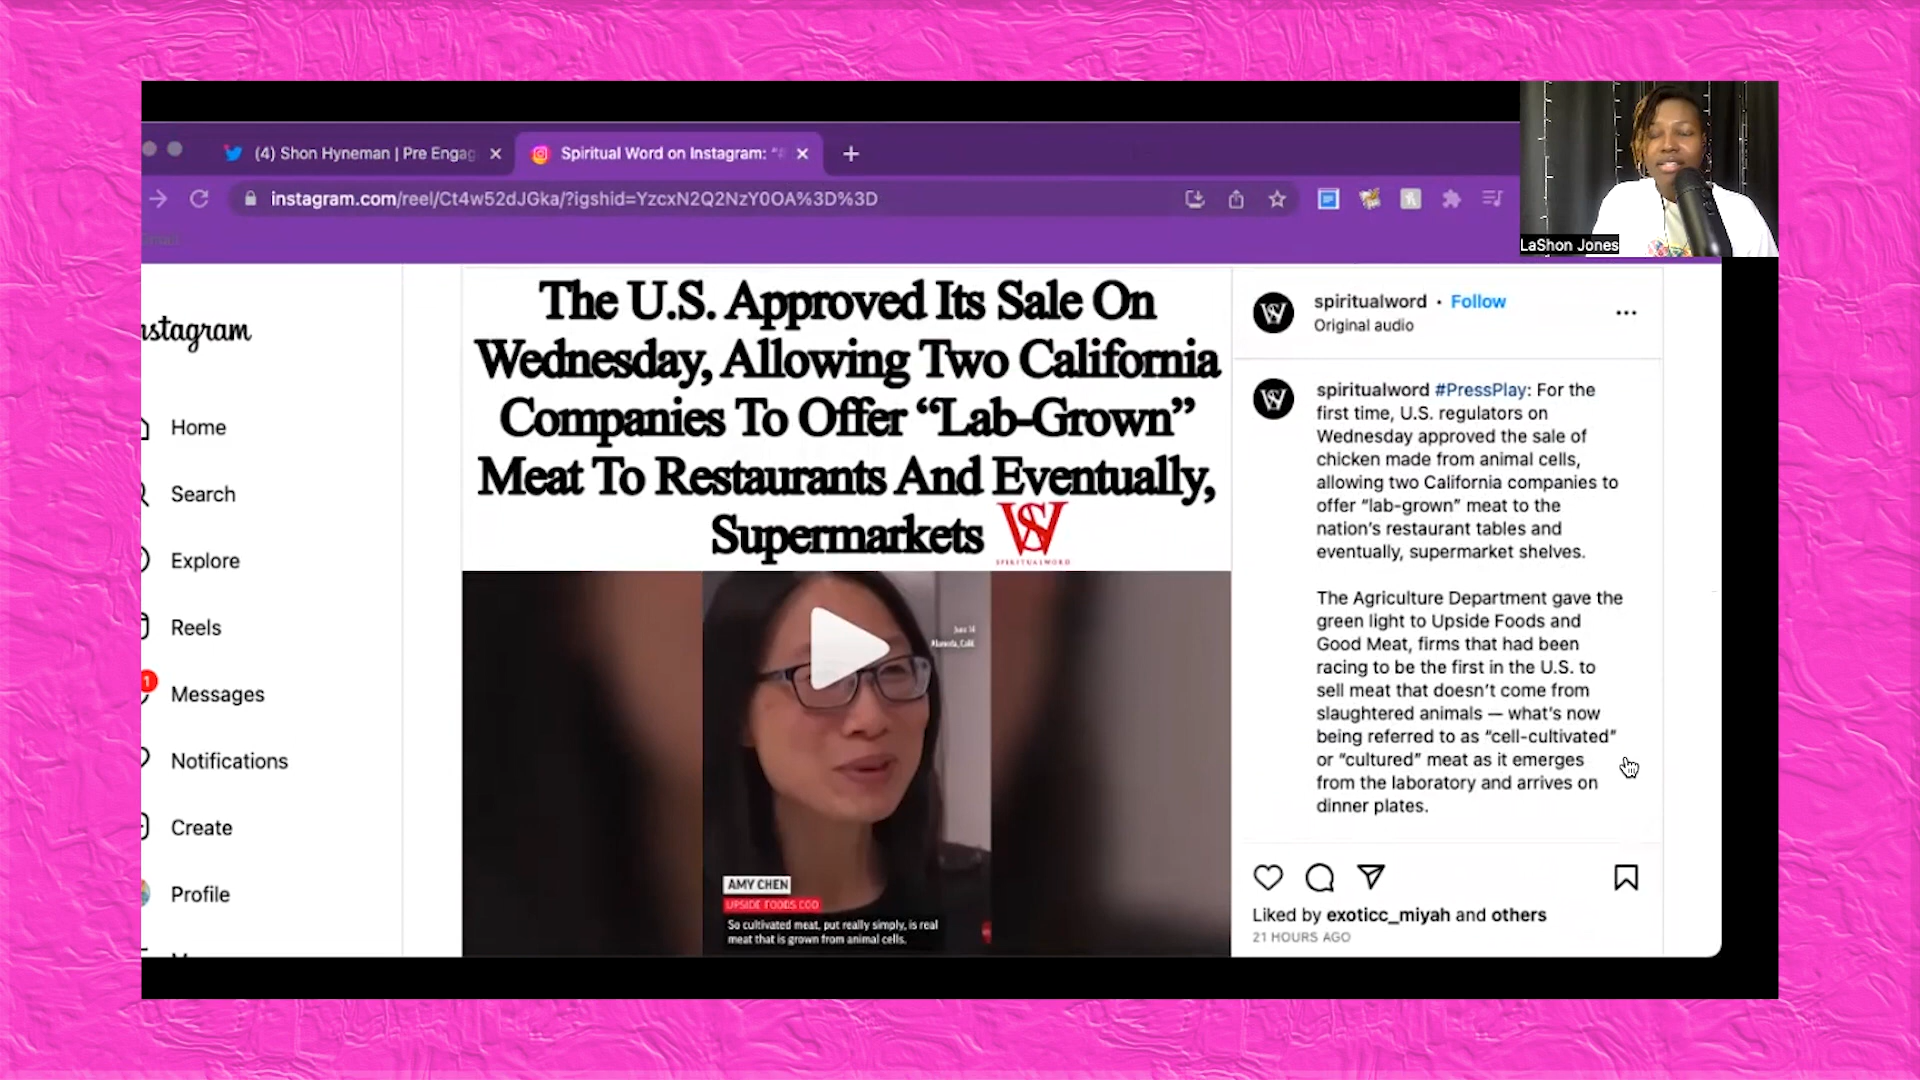 (4) Shon Hyneman | Pre Engag
Spiritual Word on Instagram: "
instagram.com/reel/Ct4w52dJGka/?igshid=YzcxN2Q2NzY0OA%3D%3D
Gmail
LaShon Jones
nstagram
Home
Search
Explore
Reels
1
Messages
Notifications
Create
Profile
The U.S. Approved Its Sale On
Wednesday, Allowing Two California
Companies To Offer “Lab-Grown”
Meat To Restaurants And Eventually,
Supermarkets
SPIRITUALWORD
AMY CHEN
UPSIDE FOODS COO
So cultivated meat, put really simply, is real
meat that is grown from animal cells.
spiritualword • Follow
Original audio
spiritualword #PressPlay: For the
first time, U.S. regulators on
Wednesday approved the sale of
chicken made from animal cells,
allowing two California companies to
offer “lab-grown” meat to the
nation’s restaurant tables and
eventually, supermarket shelves.
The Agriculture Department gave the
green light to Upside Foods and
Good Meat, firms that had been
racing to be the first in the U.S. to
sell meat that doesn’t come from
slaughtered animals — what’s now
being referred to as “cell-cultivated”
or “cultured” meat as it emerges
from the laboratory and arrives on
dinner plates.
Liked by exoticc_miyah and others
21 HOURS AGO